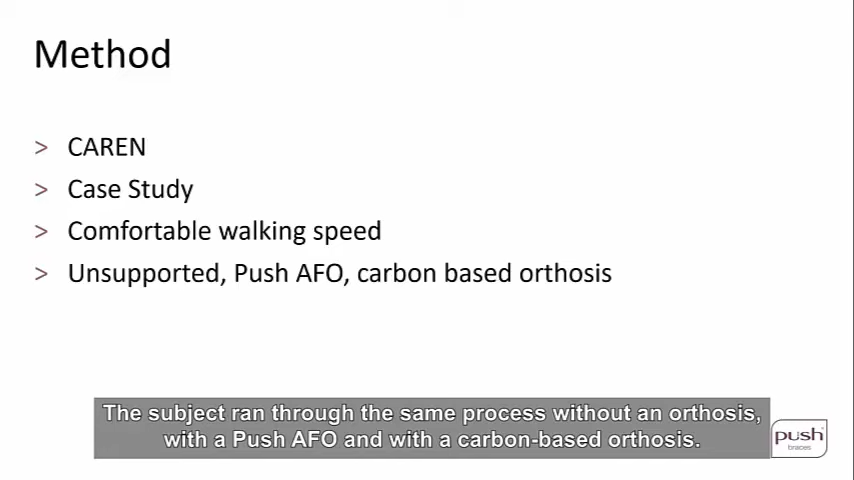 Method
> CAREN
> Case Study
> Comfortable walking speed
> Unsupported, Push AFO, carbon based orthosis
The subject ran through the same process without an orthosis,
with a Push AFO and with a carbon-based orthosis.
push
braces